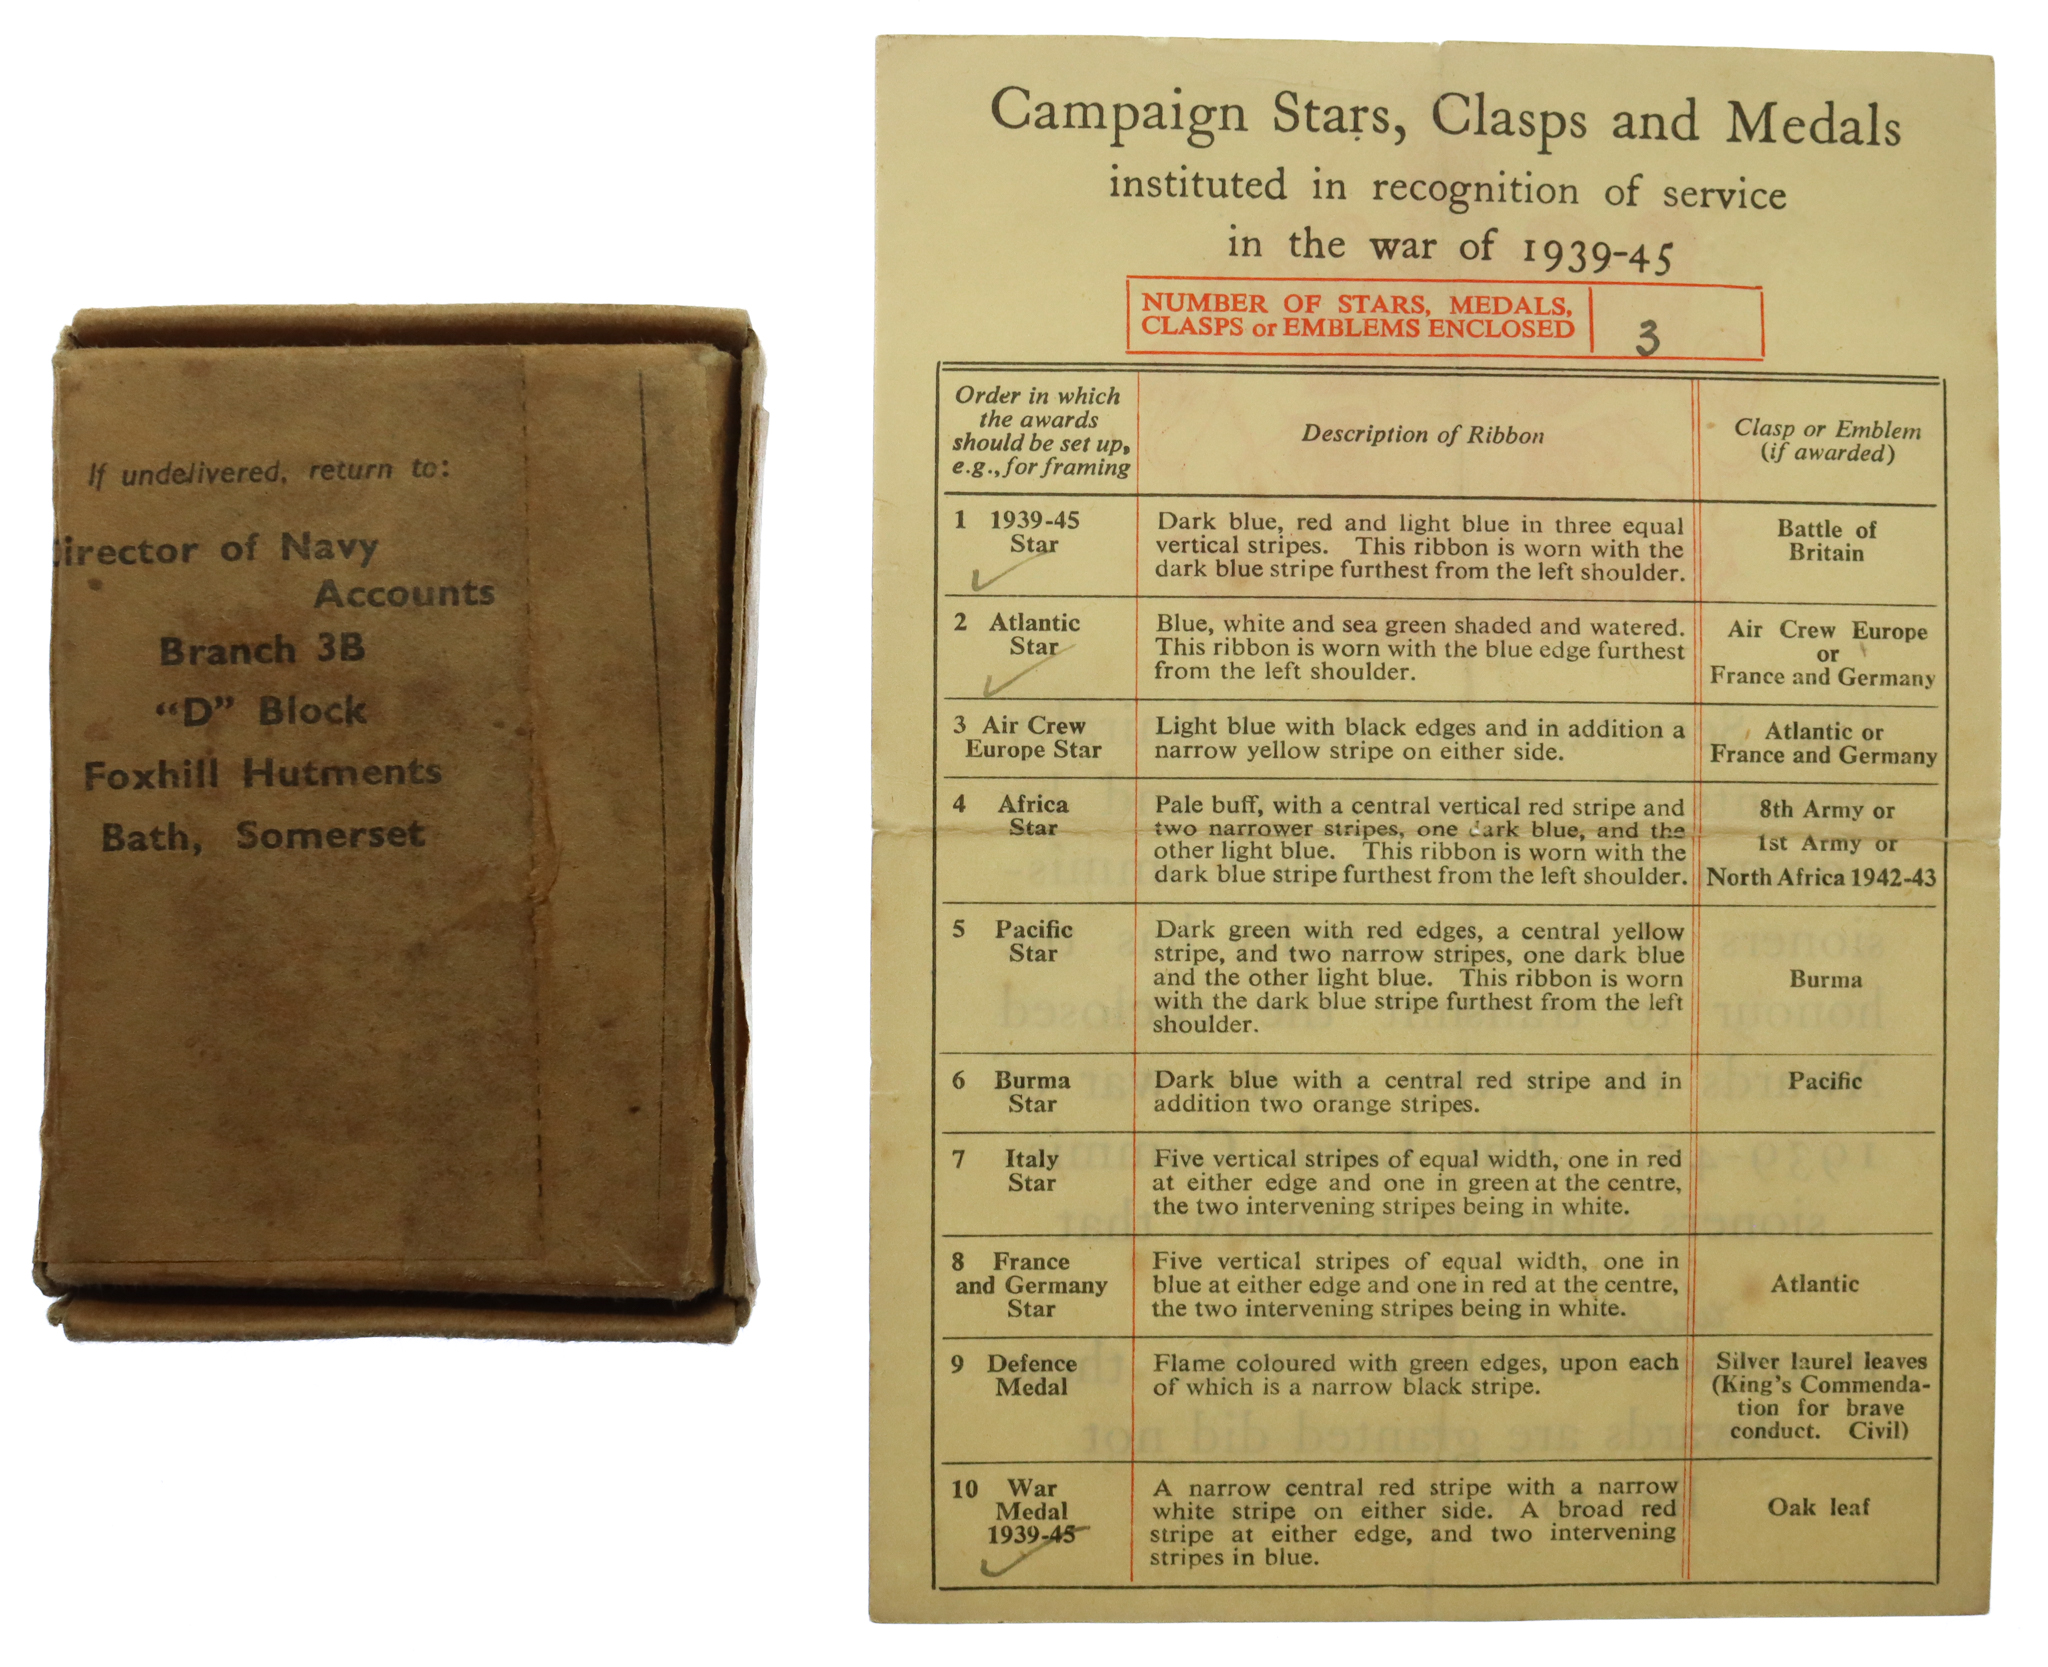 If undelivered, return to:
irector of Navy
Accounts
Branch 3B
“D” Block
Foxhill Hutments
Bath, Somerset
Campaign Stars, Clasps and Medals
instituted in recognition of service
in the war of 1939-45
NUMBER OF STARS, MEDALS,
CLASPS or EMBLEMS ENCLOSED
3
Order in which
the awards
should be set up,
e.g., for framing
Description of Ribbon
Clasp or Emblem
(if awarded)
1 1939-45
Star
Dark blue, red and light blue in three equal
vertical stripes. This ribbon is worn with the
dark blue stripe furthest from the left shoulder.
Battle of
Britain
2 Atlantic
Star
Blue, white and sea green shaded and watered.
This ribbon is worn with the blue edge furthest
from the left shoulder.
Air Crew Europe
or
France and Germany
3 Air Crew
Europe Star
Light blue with black edges and in addition a
narrow yellow stripe on either side.
Atlantic or
France and Germany
4 Africa
Star
Pale buff, with a central vertical red stripe and
two narrower stripes, one dark blue, and the
other light blue. This ribbon is worn with the
dark blue stripe furthest from the left shoulder.
8th Army or
1st Army or
North Africa 1942-43
5 Pacific
Star
Dark green with red edges, a central yellow
stripe, and two narrow stripes, one dark blue
and the other light blue. This ribbon is worn
with the dark blue stripe furthest from the left
shoulder.
Burma
6 Burma
Star
Dark blue with a central red stripe and in
addition two orange stripes.
Pacific
7 Italy
Star
Five vertical stripes of equal width, one in red
at either edge and one in green at the centre,
the two intervening stripes being in white.
8 France
and Germany
Star
Five vertical stripes of equal width, one in
blue at either edge and one in red at the centre,
the two intervening stripes being in white.
Atlantic
9 Defence
Medal
Flame coloured with green edges, upon each
of which is a narrow black stripe.
Silver laurel leaves
(King's Commenda-
tion for brave
conduct. Civil)
10 War
Medal
1939-45
A narrow central red stripe with a narrow
white stripe on either side. A broad red
stripe at either edge, and two intervening
stripes in blue.
Oak leaf